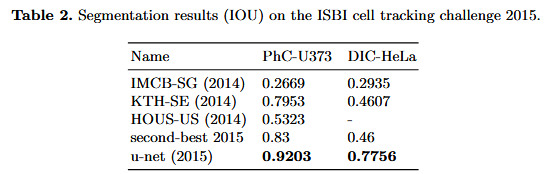 Table 2. Segmentation results (IOU) on the ISBI cell tracking challenge 2015.
Name PhC-U373 DIC-HeLa
IMCB-SG (2014) 0.2669 0.2935
KTH-SE (2014) 0.7953 0.4607
HOUS-US (2014) 0.5323 -
second-best 2015 0.83 0.46
u-net (2015) 0.9203 0.7756